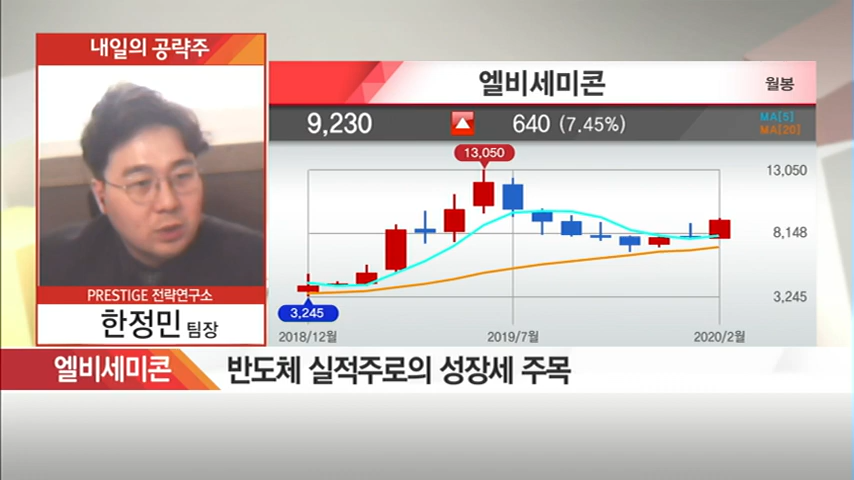 내일의 공략주
PRESTIGE 전략연구소
한정민 팀장
엘비세미콘
월봉
9,230 640 (7.45%)
MA[5]
MA[20]
13,050
13,050
8,148
3,245
3,245
2018/12월 2019/7월 2020/2월
엘비세미콘 반도체 실적주로의 성장세 주목